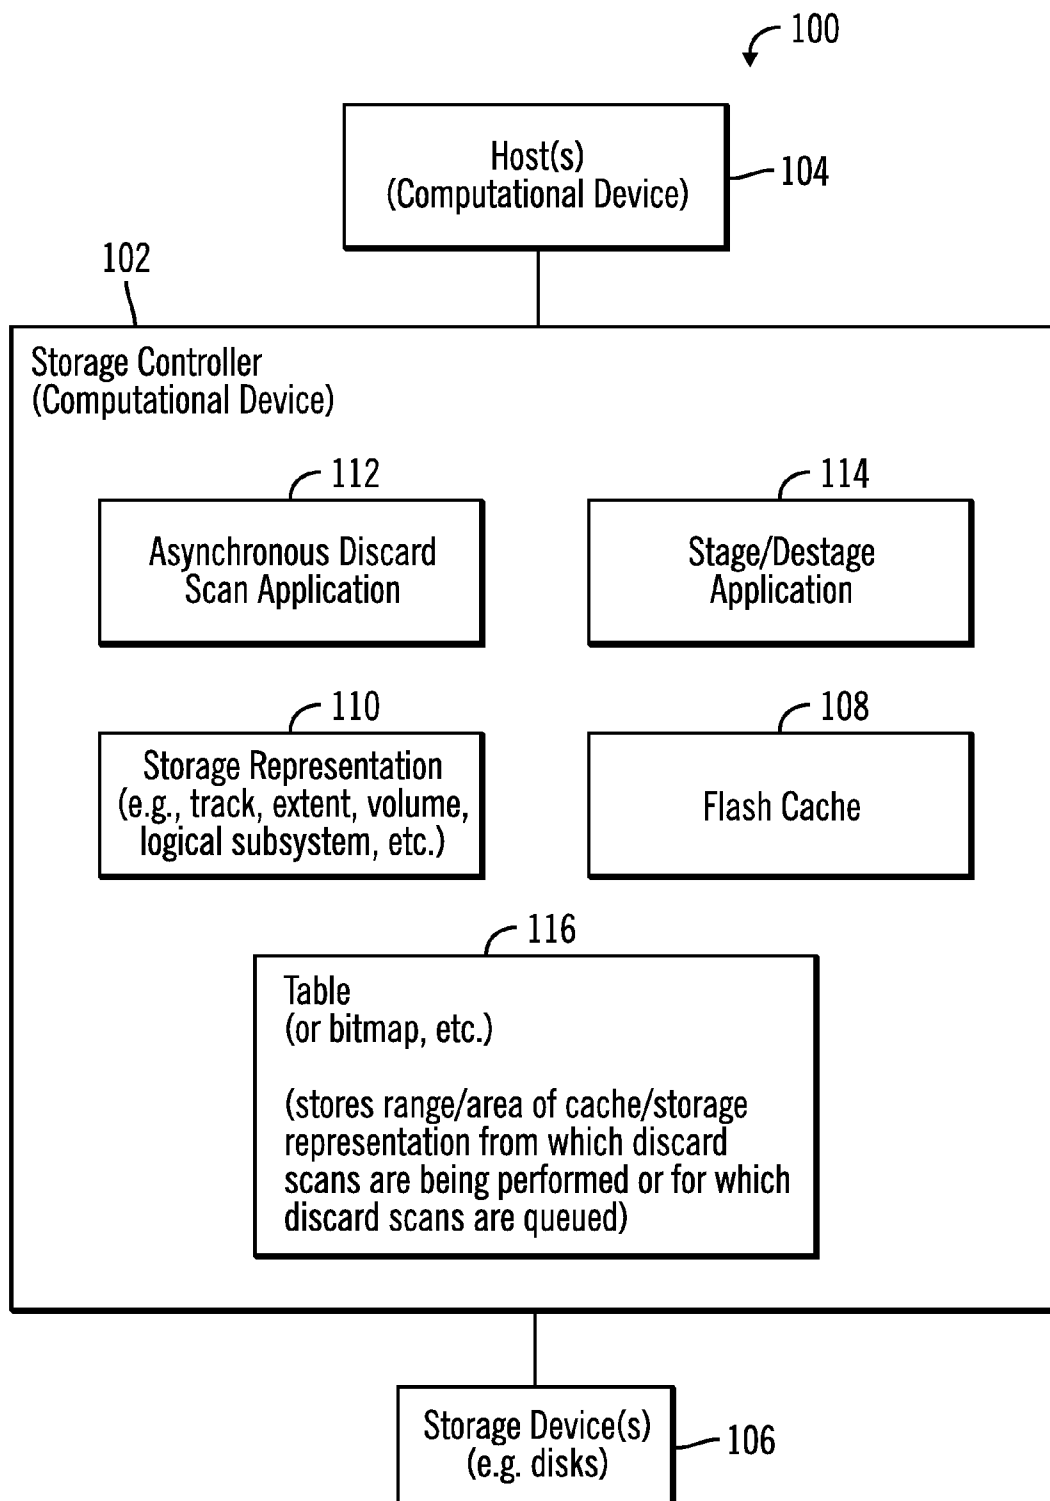 100
Host(s)
(Computational Device)
104
102
Storage Controller
(Computational Device)
112
Asynchronous Discard
Scan Application
114
Stage/Destage
Application
110
Storage Representation
(e.g., track, extent, volume,
logical subsystem, etc.)
108
Flash Cache
116
Table
(or bitmap, etc.)
(stores range/area of cache/storage
representation from which discard
scans are being performed or for which
discard scans are queued)
Storage Device(s)
(e.g. disks)
106